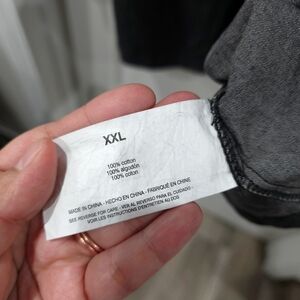 XXL
100% cotton
100% algodón
100% coton
MADE IN CHINA - HECHO EN CHINA - FABRIQUÉ EN CHINE
SEE REVERSE FOR CARE - VER AL REVERSO PARA EL CUIDADO -
VOIR LES INSTRUCTIONS D'ENTRETIEN AU DOS